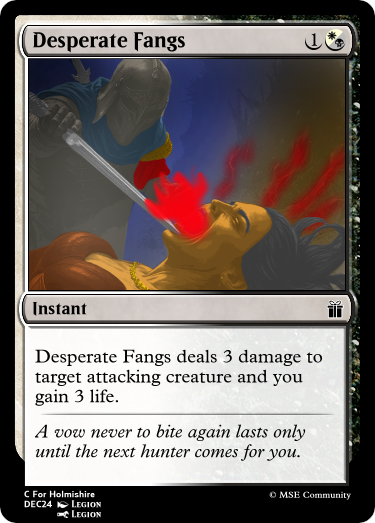 Desperate Fangs 1
Instant
Desperate Fangs deals 3 damage to
target attacking creature and you
gain 3 life.
A vow never to bite again lasts only
until the next hunter comes for you.
C For Holmishire
DEC24 Legion © MSE Community
Legion